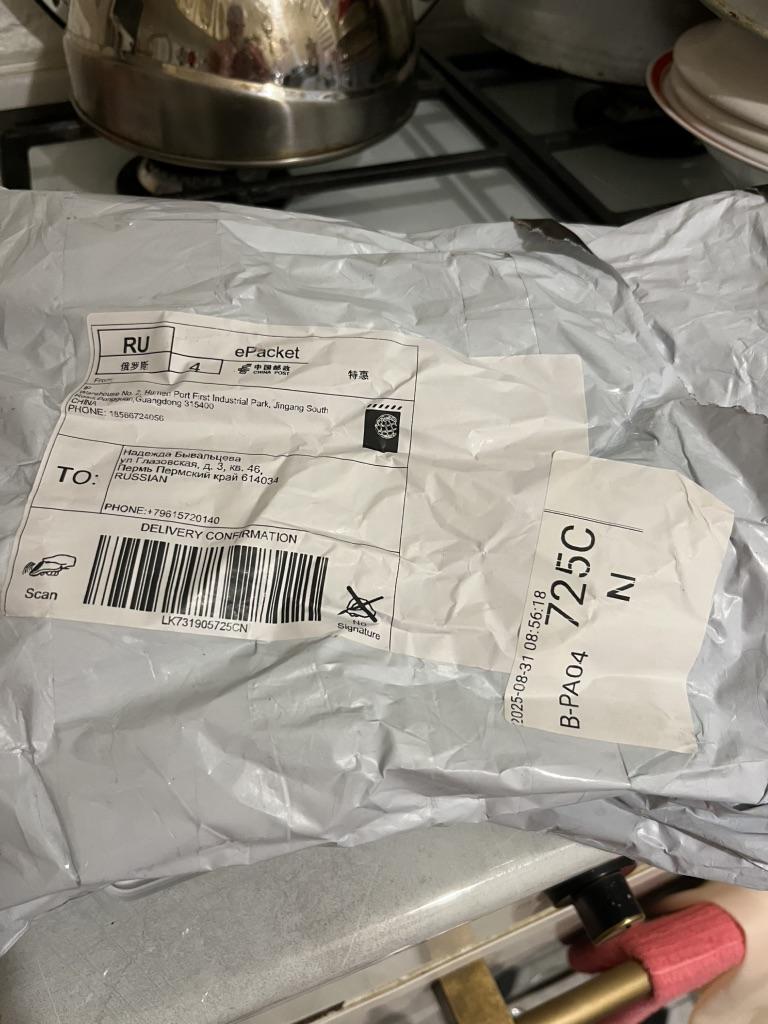 RU
俄罗斯
4
ePacket
中国邮政
CHINA POST
特惠
From:
Warehouse No. 2, Humen Port First Industrial Park, Jingang South
Guangdong 315400
CHINA
PHONE: 18566724056
TO:
Надежда Бывальцева
ул Глазовская, д. 3, кв. 46,
Пермь Пермский край 614034
RUSSIAN
PHONE:+79615720140
DELIVERY CONFIRMATION
Scan
LK731905725CN
No
Signature
2025-08-31 08:56:18
B-PA04 725C
N